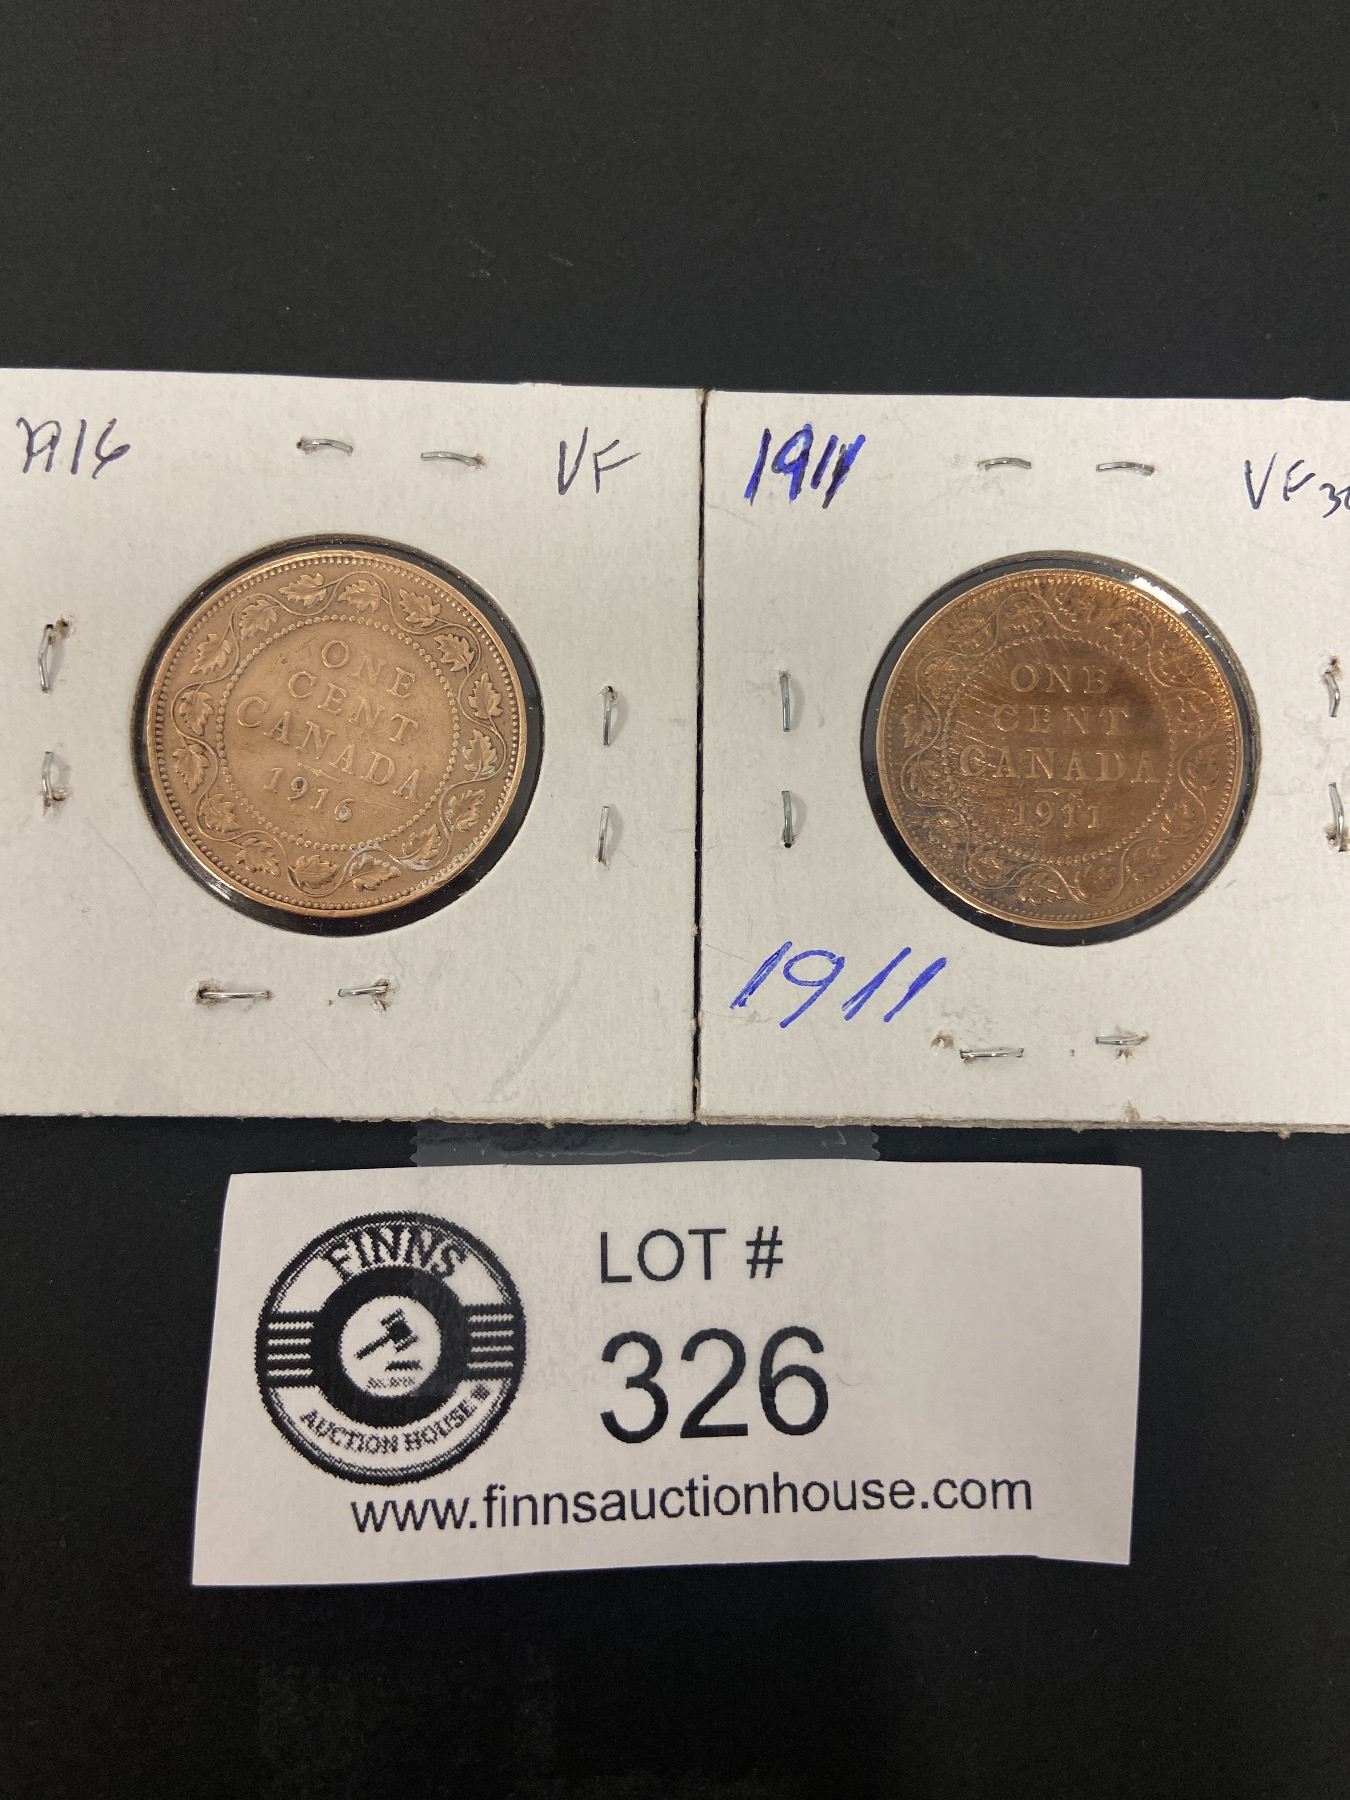 1916 VF
ONE
CENT
CANADA
1916
1911 VF30
ONE
CENT
CANADA
1911
1911
FINNS
AUCTION HOUSE
LOT #
326
www.finnsauctionhouse.com